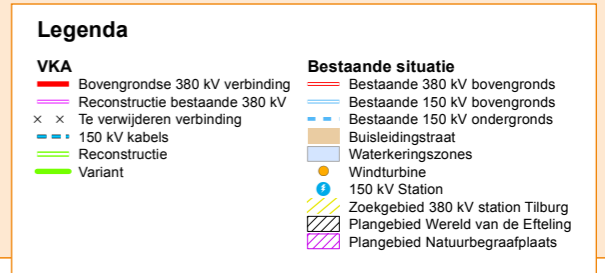 Legenda
VKA
Bovengrondse 380 kV verbinding
Reconstructie bestaande 380 kV
Te verwijderen verbinding
150 kV kabels
Reconstructie
Variant
Bestaande situatie
Bestaande 380 kV bovengronds
Bestaande 150 kV bovengronds
Bestaande 150 kV ondergronds
Buisleidingstraat
Waterkeringszones
Windturbine
150 kV Station
Zoekgebied 380 kV station Tilburg
Plangebied Wereld van de Efteling
Plangebied Natuurbegraafplaats